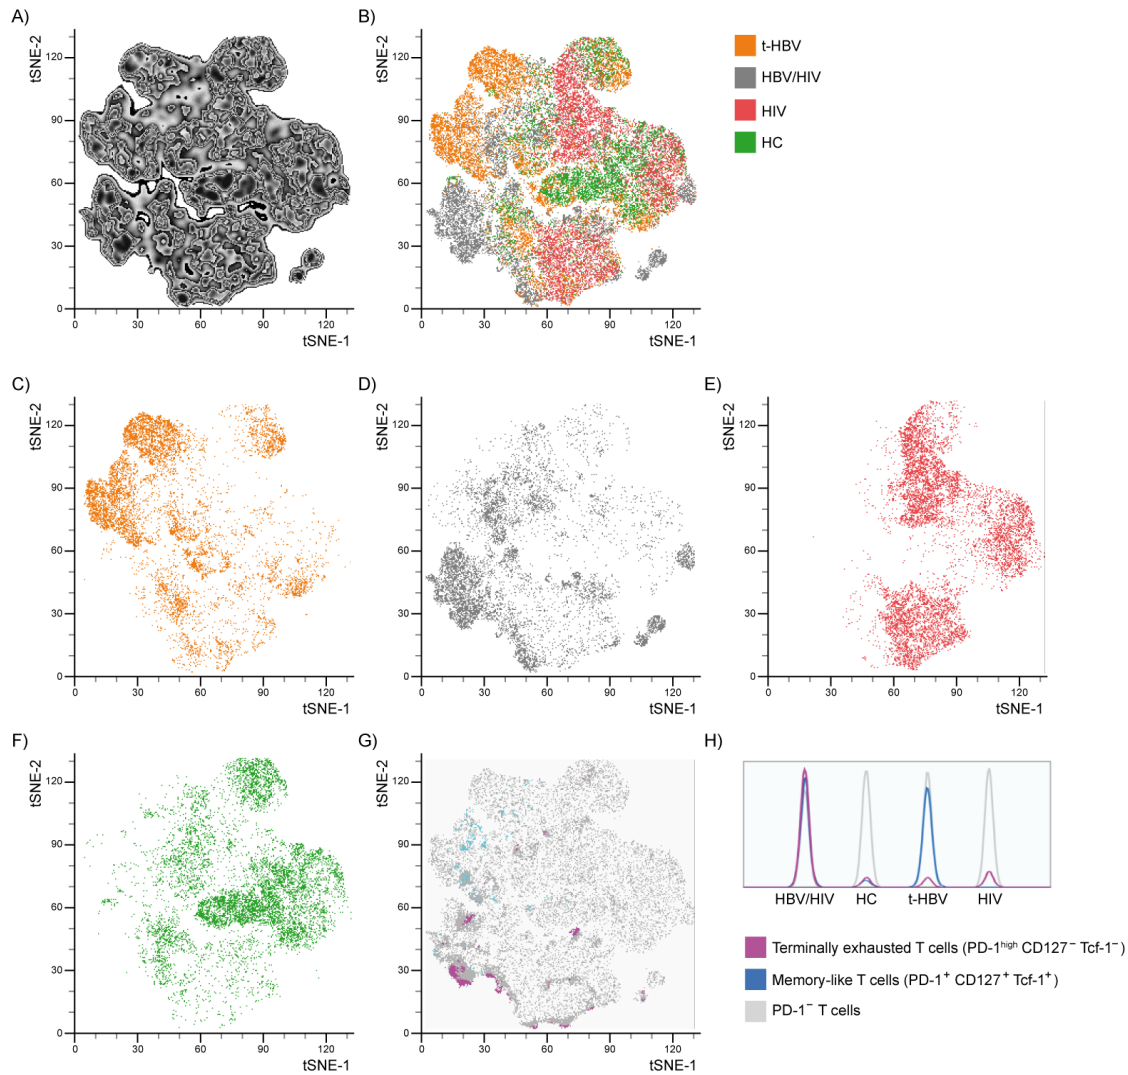 A)
tSNE-2
120
90
60
30
0
0 30 60 90 120
tSNE-1
B)
tSNE-2
120
90
60
30
0
0 30 60 90 120
tSNE-1
t-HBV
HBV/HIV
HIV
HC
C)
tSNE-2
120
90
60
30
0
0 30 60 90 120
tSNE-1
D)
tSNE-2
120
90
60
30
0
0 30 60 90 120
tSNE-1
E)
tSNE-2
120
90
60
30
0
0 30 60 90 120
tSNE-1
F)
tSNE-2
120
90
60
30
0
0 30 60 90 120
tSNE-1
G)
tSNE-2
120
90
60
30
0
0 30 60 90 120
tSNE-1
H)
HBV/HIV HC t-HBV HIV
Terminally exhausted T cells (PD-1ʰⁱᵍʰ CD127⁻ Tcf-1⁻)
Memory-like T cells (PD-1⁺ CD127⁺ Tcf-1⁺)
PD-1⁻ T cells